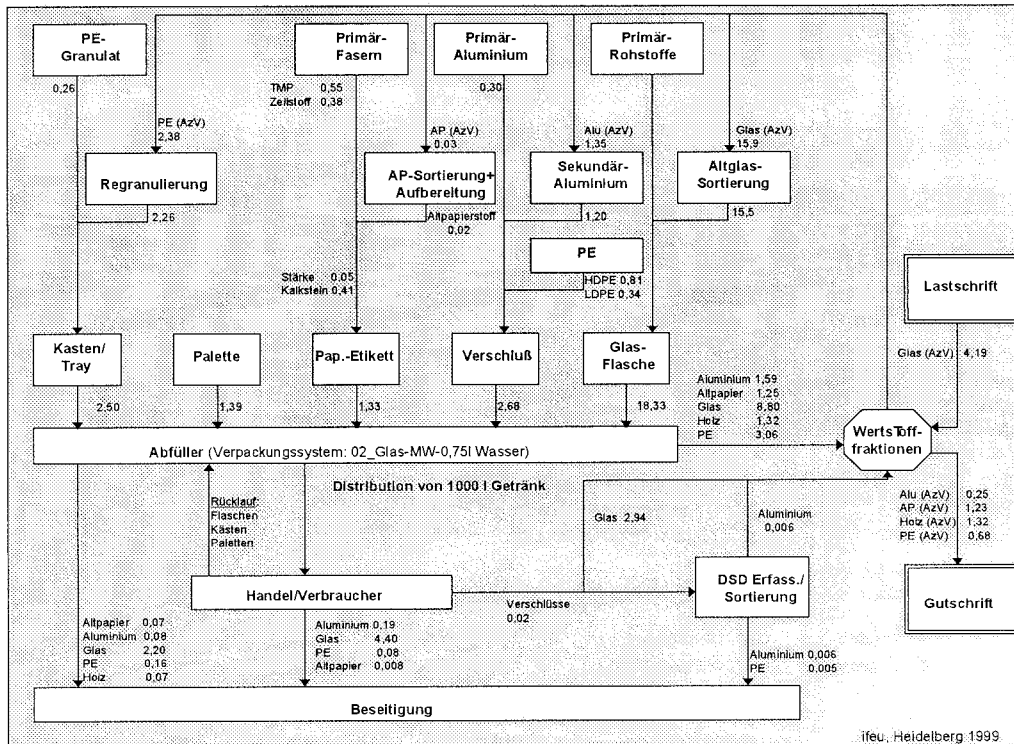 PE-
Granulat
Primär-
Fasern
Primär-
Aluminium
Primär-
Rohstoffe
0,26
TMP 0,55
Zellstoff 0,38
0,30
PE (AzV)
2,38
AP (AzV)
0,03
Alu (AzV)
1,35
Glas (AzV)
15,9
Regranulierung
AP-Sortierung+
Aufbereitung
Sekundär-
Aluminium
Altglas-
Sortierung
2,26
Altpapierstoff
0,02
1,20
15,5
PE
HDPE 0,81
LDPE 0,34
Stärke 0,05
Kalkstein 0,41
Lastschrift
Glas (AzV) 4,19
Kasten/
Tray
Palette
Pap.-Etikett
Verschluß
Glas-
Flasche
2,50
1,39
1,33
2,68
18,33
Aluminium 1,59
Altpapier 1,25
Glas 8,80
Holz 1,32
PE 3,06
WertsToff
fraktionen
Abfüller (Verpackungssystem: 02_Glas-MW-0,75l Wasser)
Distribution von 1000 l Getränk
Rücklauf:
Flaschen
Kästen
Paletten
Glas 2,94
Aluminium
0,006
Alu (AzV) 0,25
AP (AzV) 1,23
Holz (AzV) 1,32
PE (AzV) 0,68
Handel/Verbraucher
Verschlüsse
0,02
DSD Erfass./
Sortierung
Gutschrift
Altpapier 0,07
Aluminium 0,08
Glas 2,20
PE 0,16
Holz 0,07
Aluminium 0,19
Glas 4,40
PE 0,08
Altpapier 0,008
Aluminium 0,006
PE 0,005
Beseitigung
ifeu, Heidelberg 1999